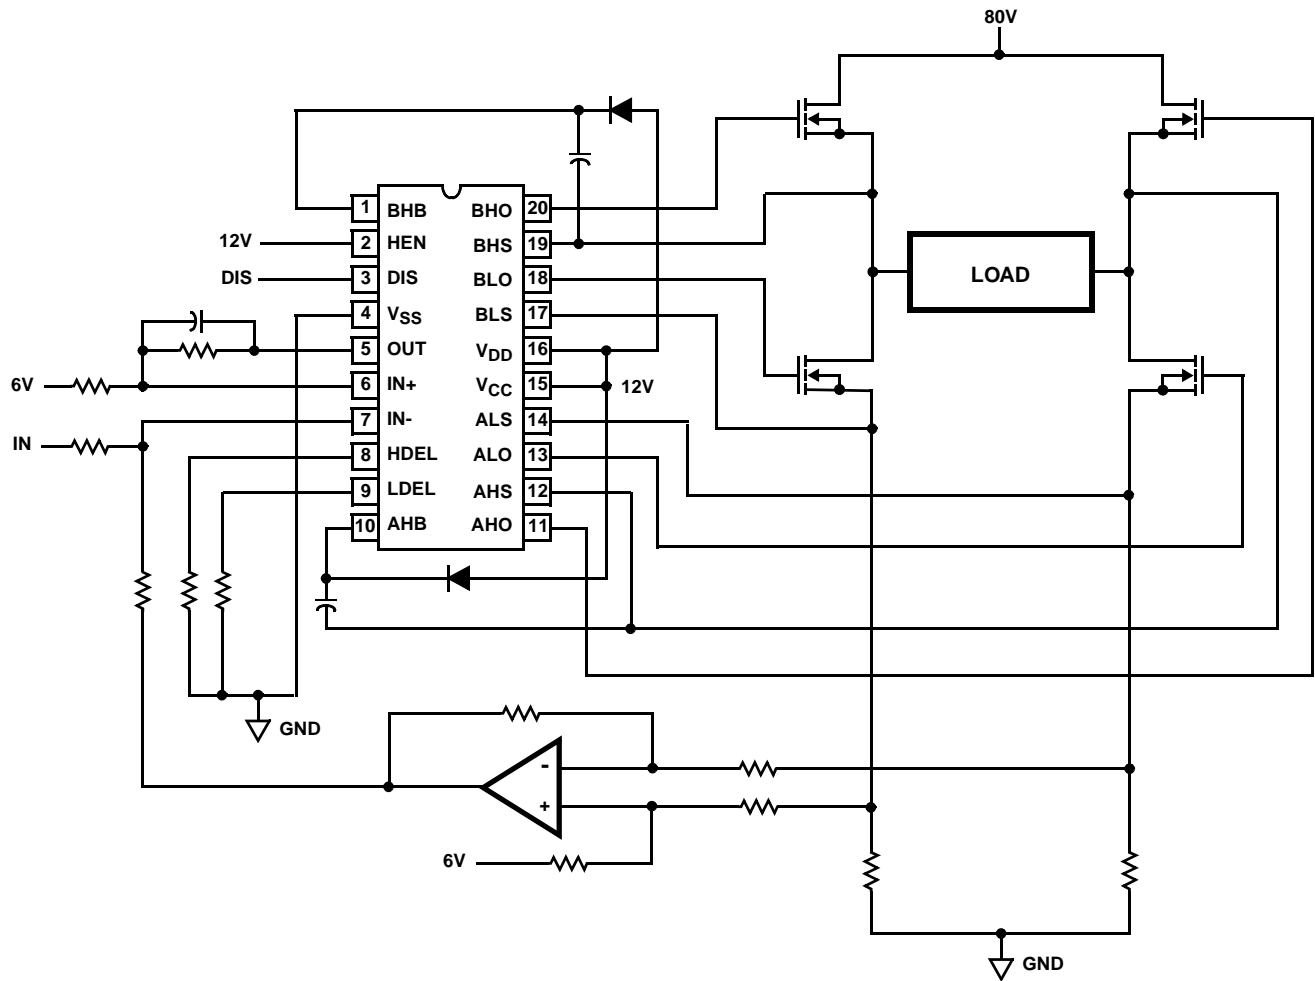 80V
1 BHB BHO 20
12V 2 HEN BHS 19
DIS 3 DIS BLO 18
4 VSS BLS 17
5 OUT VDD 16
6V 6 IN+ VCC 15 12V
IN 7 IN- ALS 14
8 HDEL ALO 13
9 LDEL AHS 12
10 AHB AHO 11
LOAD
GND
-
+
6V
GND